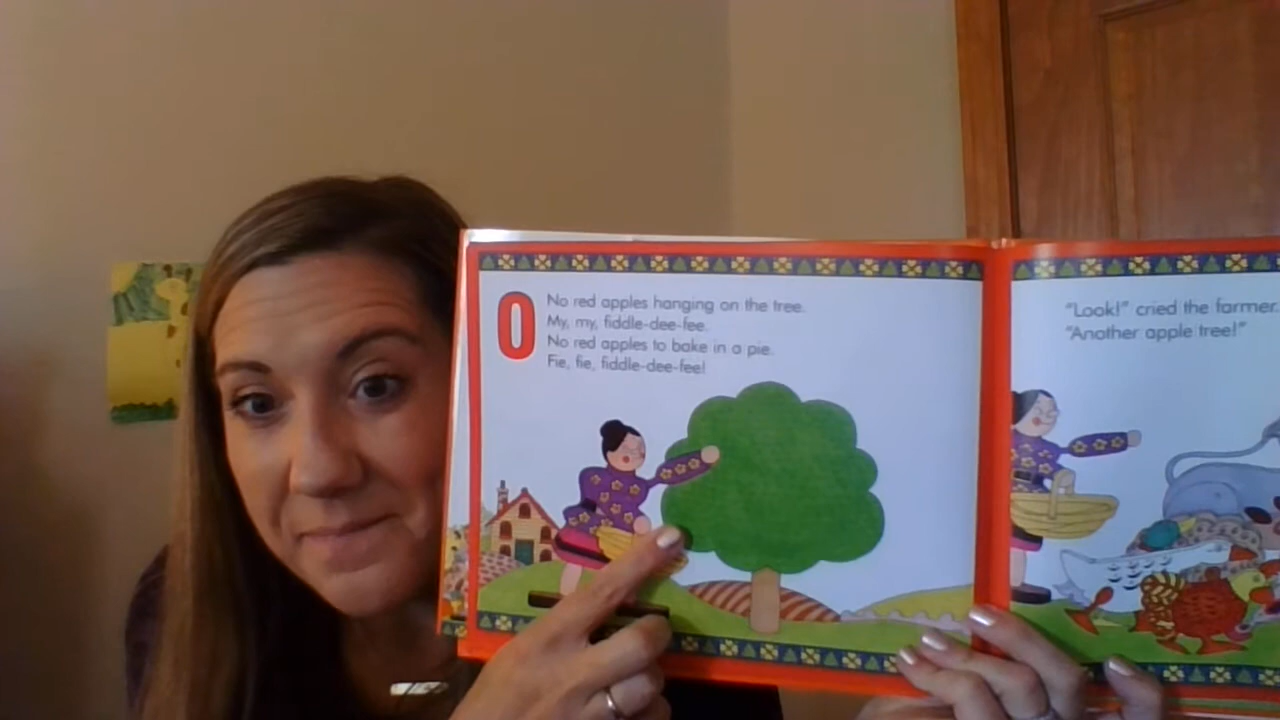 0
No red apples hanging on the tree.
My, my, fiddle-dee-fee.
No red apples to bake in a pie.
Fie, fie, fiddle-dee-fee!
"Look!" cried the farmer.
"Another apple tree!"